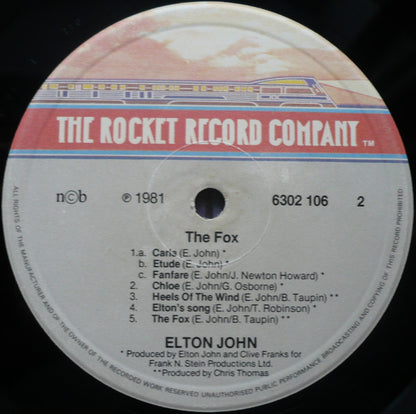 THE ROCKET RECORD COMPANY TM
ncb
℗ 1981
6302 106
2
The Fox
1.a. Carla (E. John) *
b. Etude (E. John) *
c. Fanfare (E. John/J. Newton Howard) *
2. Chloe (E. John/G. Osborne) *
3. Heels Of The Wind (E. John/B. Taupin) **
4. Elton's song (E. John/T. Robinson) *
5. The Fox (E. John/B. Taupin) **
ELTON JOHN
* Produced by Elton John and Clive Franks for
Frank N. Stein Productions Ltd.
** Produced by Chris Thomas
ALL RIGHTS OF THE MANUFACTURER AND OF THE OWNER OF THE RECORDED WORK RESERVED UNAUTHORISED PUBLIC PERFORMANCE BROADCASTING AND COPYING OF THIS RECORD PROHIBITED